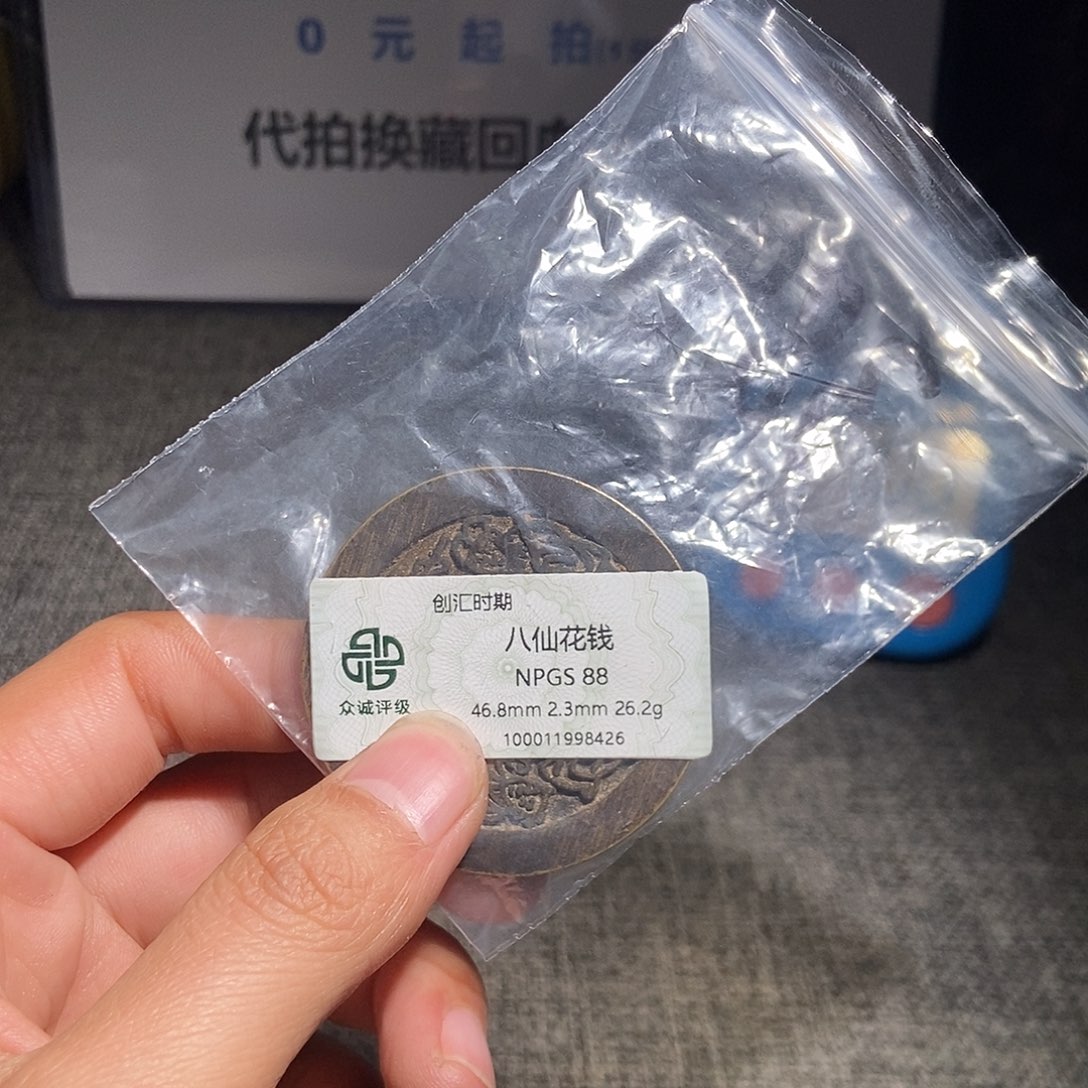 0元起拍
代拍换藏回
创汇时期
八仙花钱
NPGS 88
众诚评级
46.8mm 2.3mm 26.2g
100011998426